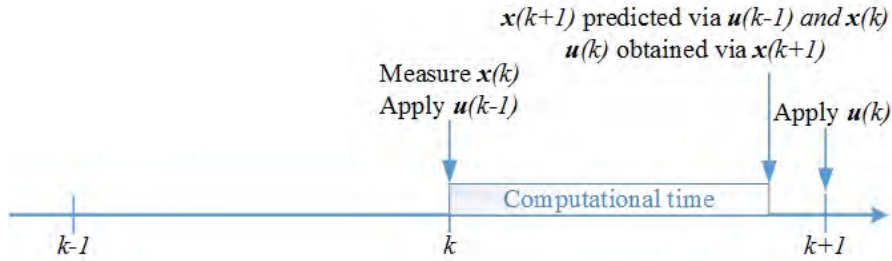 x(k+1) predicted via u(k-1) and x(k)
u(k) obtained via x(k+1)
Measure x(k)
Apply u(k-1)
Apply u(k)
Computational time
k-1
k
k+1